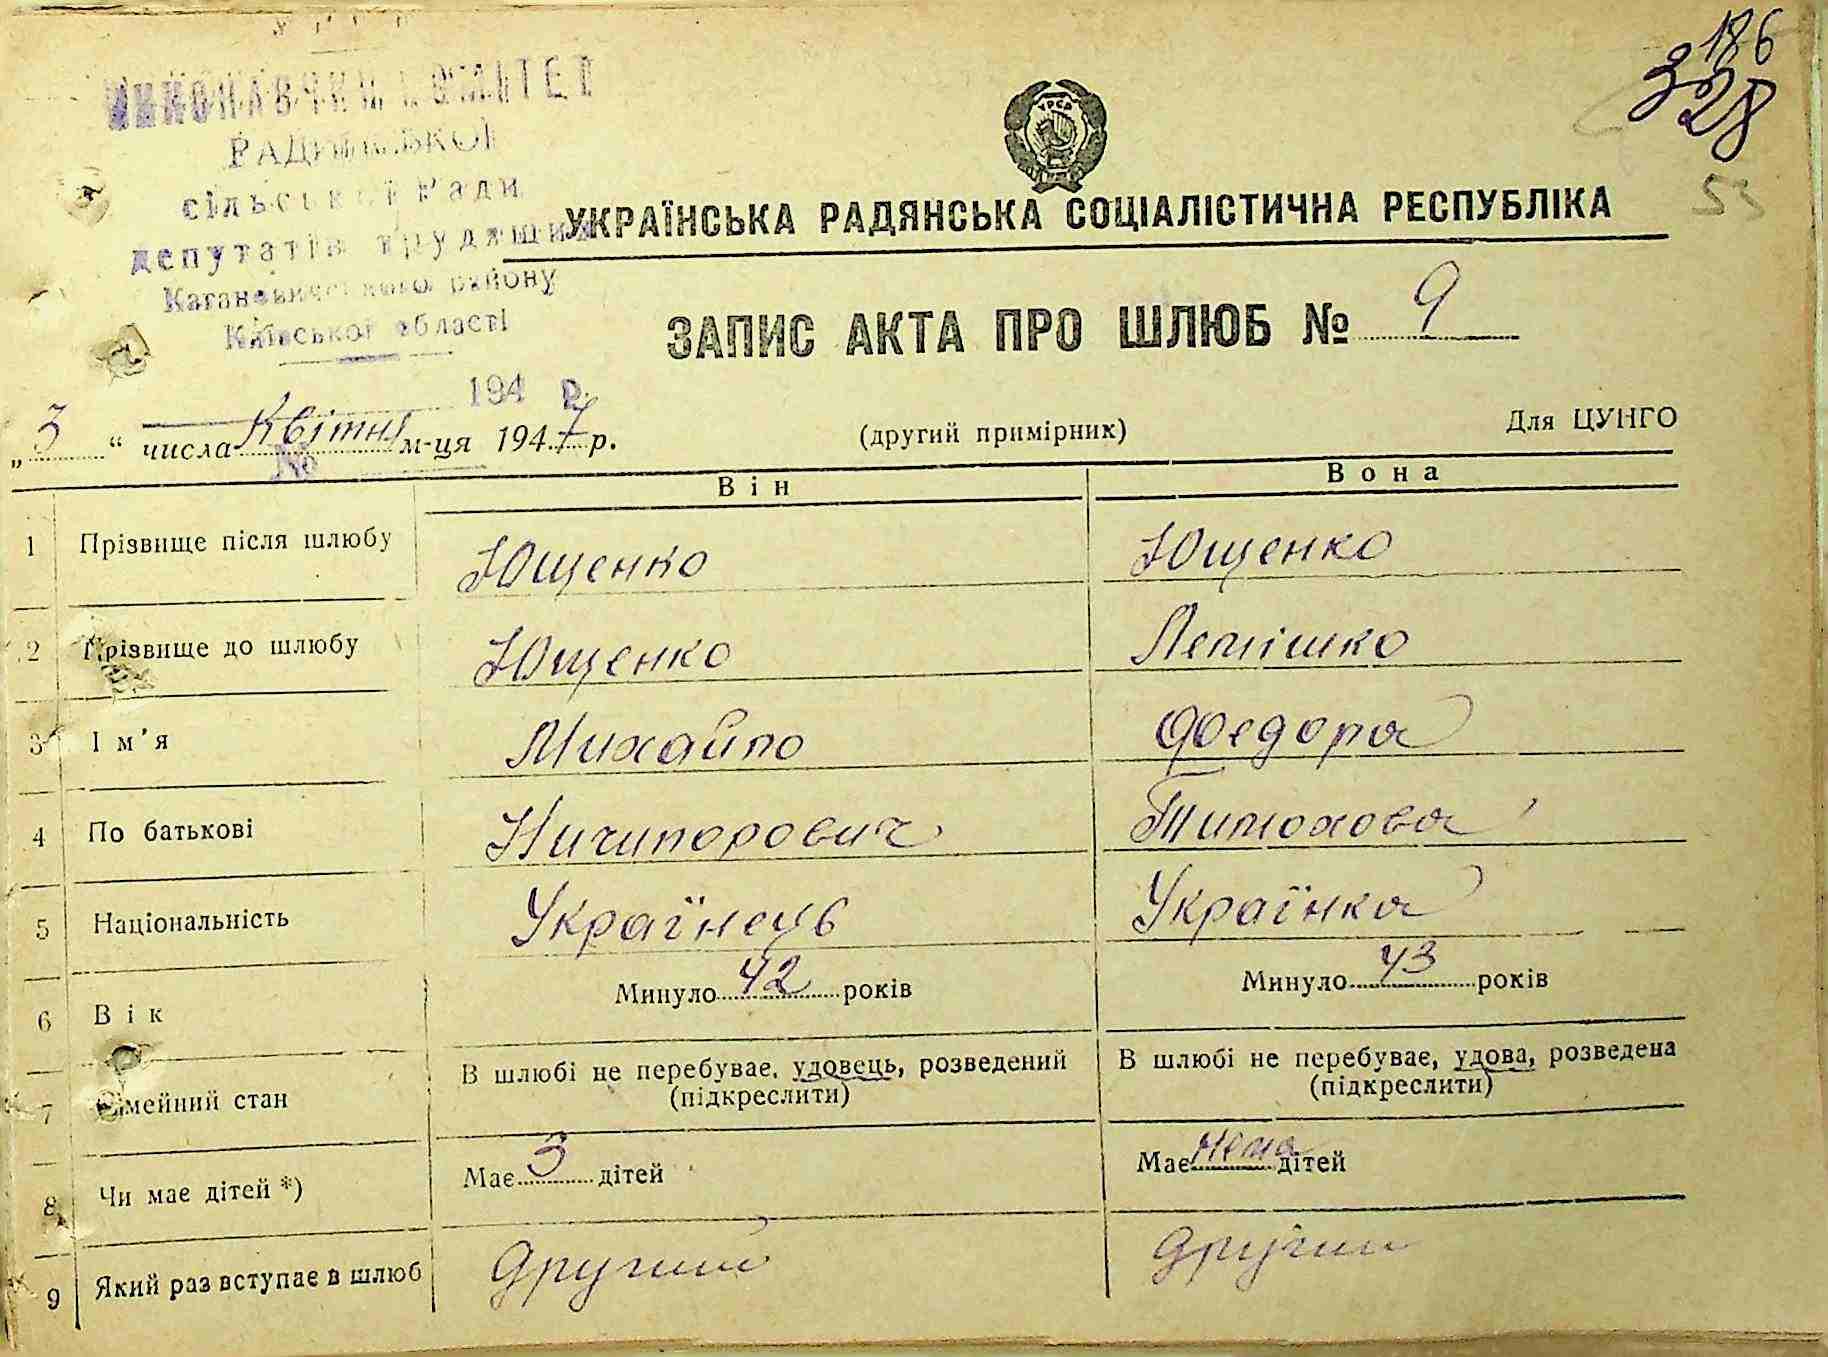 186
328
53
ВИКОНАВЧИЙ КОМІТЕТ
сільської Ради
депутатів трудящих
Кагановичського району
Київської області
194 р.
№
УРСР
УКРАЇНСЬКА РАДЯНСЬКА СОЦІАЛІСТИЧНА РЕСПУБЛІКА
ЗАПИС АКТА ПРО ШЛЮБ № 9
„3“ числа Квітня м-ця 1947 р.
(другий примірник)
Для ЦУНГО
Він Вона
1 Прізвище після шлюбу Ющенко Ющенко
2 Прізвище до шлюбу Ющенко Летішко
3 Ім'я Михайло Федора
4 По батькові Ничипорович Тимохова
5 Національність Українець Українка
6 Вік Минуло 42 років Минуло 43 років
7 Сімейний стан В шлюбі не перебуває, удовець, розведений В шлюбі не перебуває, удова, розведена
(підкреслити) (підкреслити)
8 Чи має дітей *) Має 3 дітей Має нема дітей
9 Який раз вступає в шлюб Другий Другий